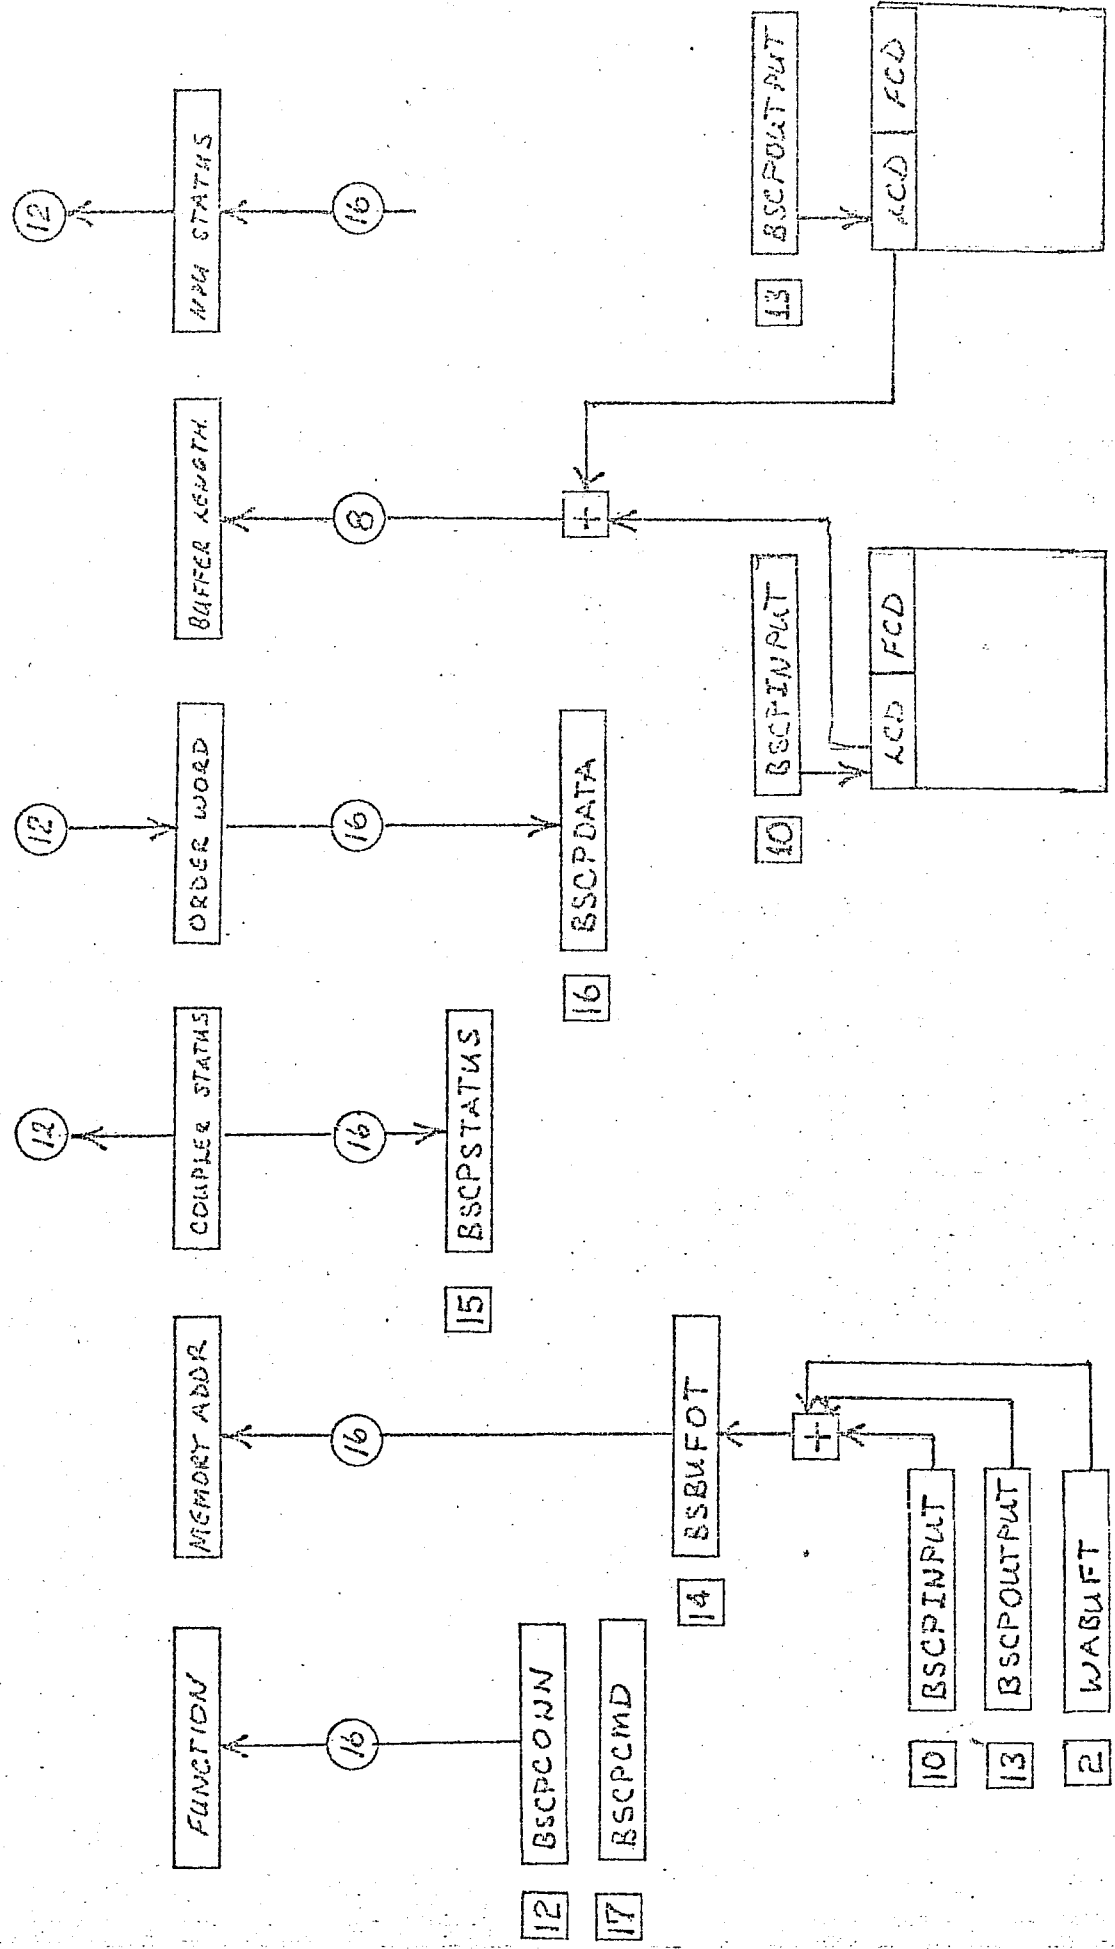 12
12
12
FUNCTION
MEMORY ADDR
COUPLER STATUS
ORDER WORD
BUFFER LENGTH
NPU STATUS
16
16
16
16
8
16
15
BSCPSTATUS
12
BSCPCONN
16
BSCPDATA
+
17
BSCPCMD
14
BSBUFOT
10
BSCPINPUT
13
BSCPOUTPUT
+
LCD FCD
LCD FCD
10
BSCPINPUT
13
BSCPOUTPUT
2
WABUFT